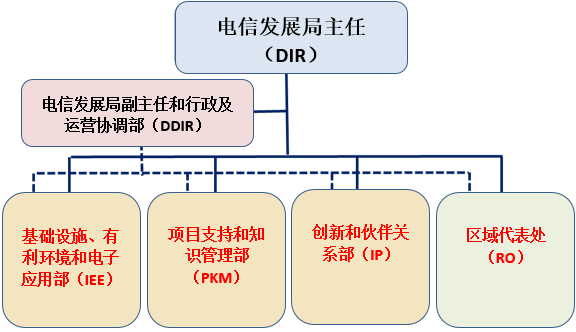 电信发展局主任
（DIR）
电信发展局副主任和行政及
运营协调部（DDIR）
基础设施、有
利环境和电子
应用部（IEE）
项目支持和知
识管理部
（PKM）
创新和伙伴关
系部（IP）
区域代表处
（RO）